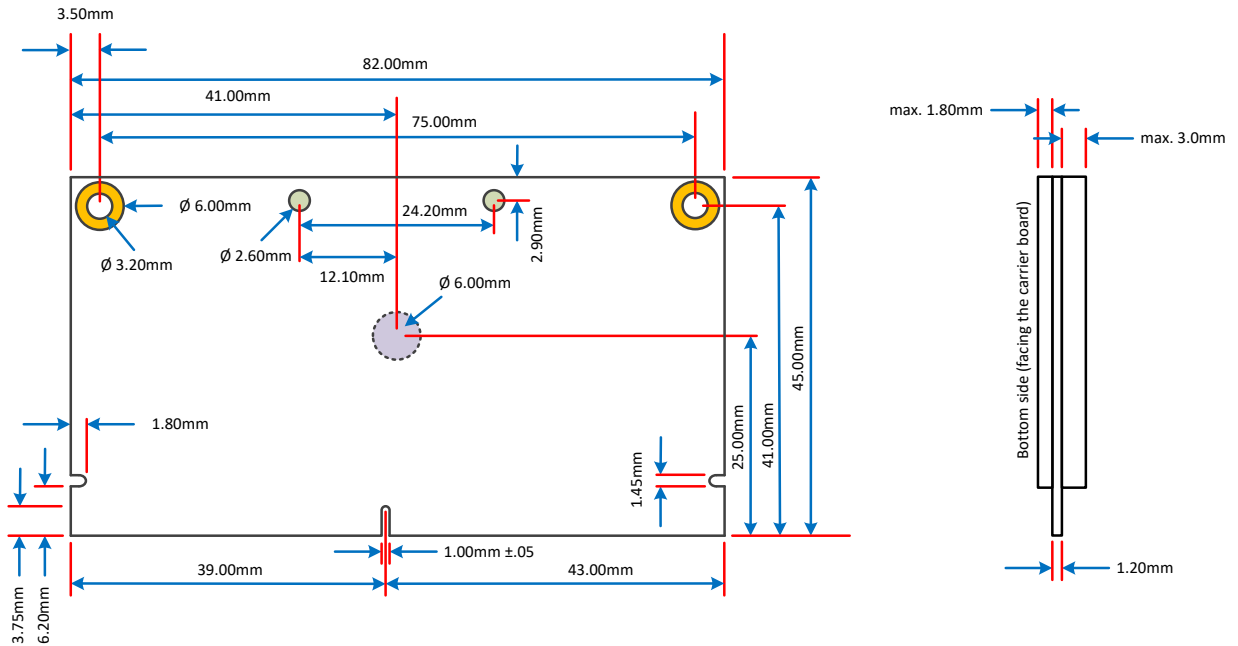 3.50mm
82.00mm
41.00mm
75.00mm
max. 1.80mm
max. 3.0mm
Ø 6.00mm
24.20mm
Ø 3.20mm
Ø 2.60mm
2.90mm
12.10mm
Ø 6.00mm
45.00mm
41.00mm
25.00mm
Bottom side (facing the carrier board)
1.80mm
1.45mm
1.00mm ±.05
39.00mm
43.00mm
1.20mm
3.75mm
6.20mm